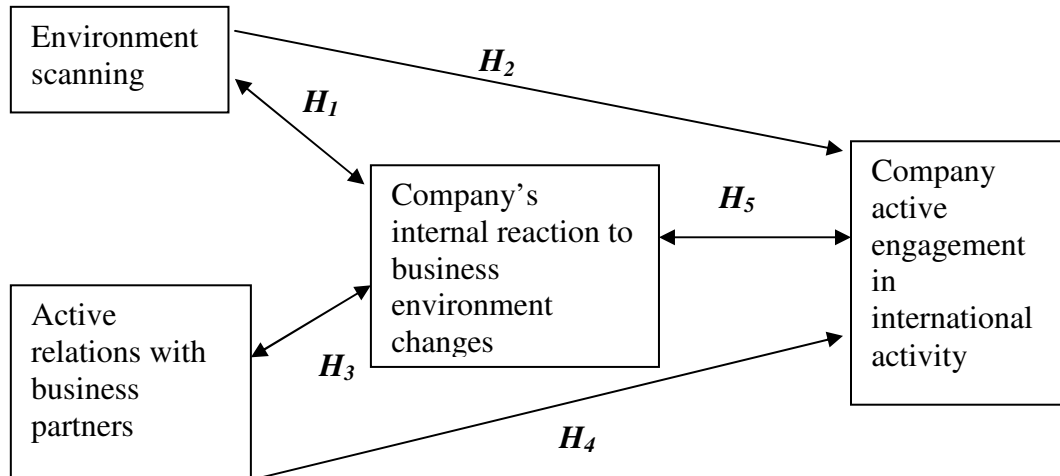 Environment
scanning
H1
H2
Company's
internal reaction to
business
environment
changes
H5
Company
active
engagement
in
international
activity
Active
relations with
business
partners
H3
H4